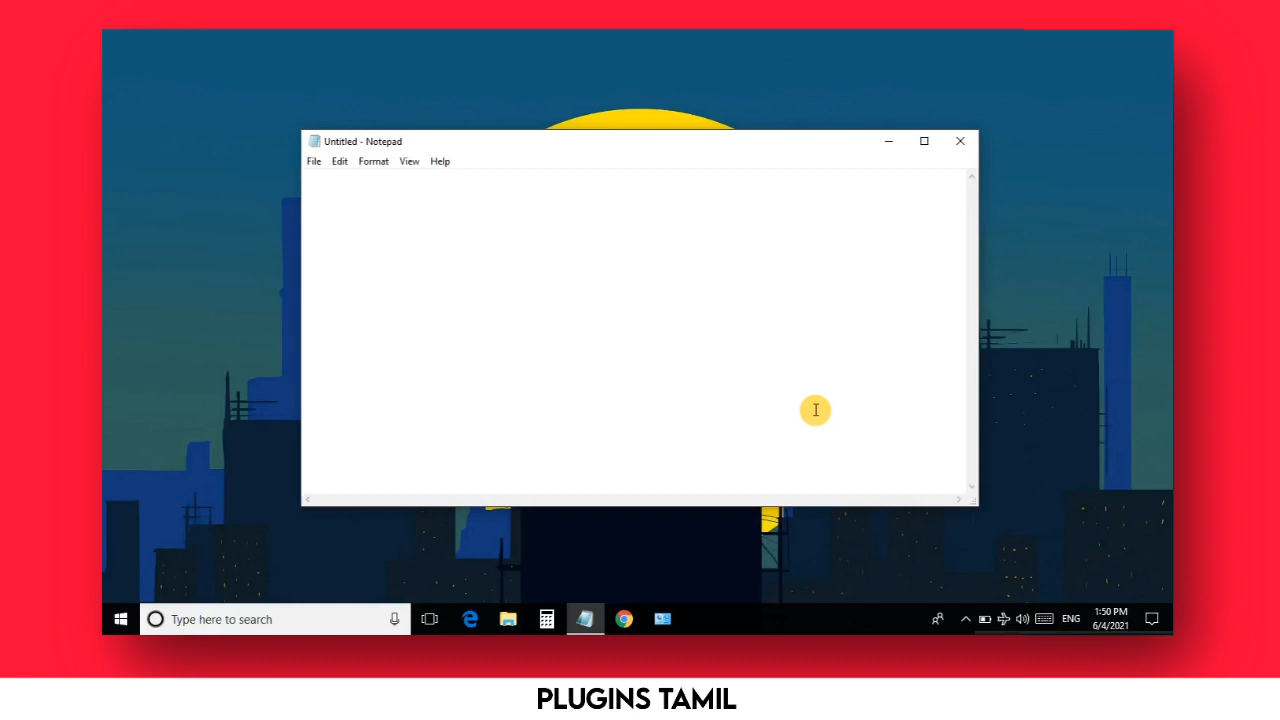 Untitled - Notepad
File Edit Format View Help
Type here to search
ENG
1:50 PM
6/4/2021
PLUGINS TAMIL